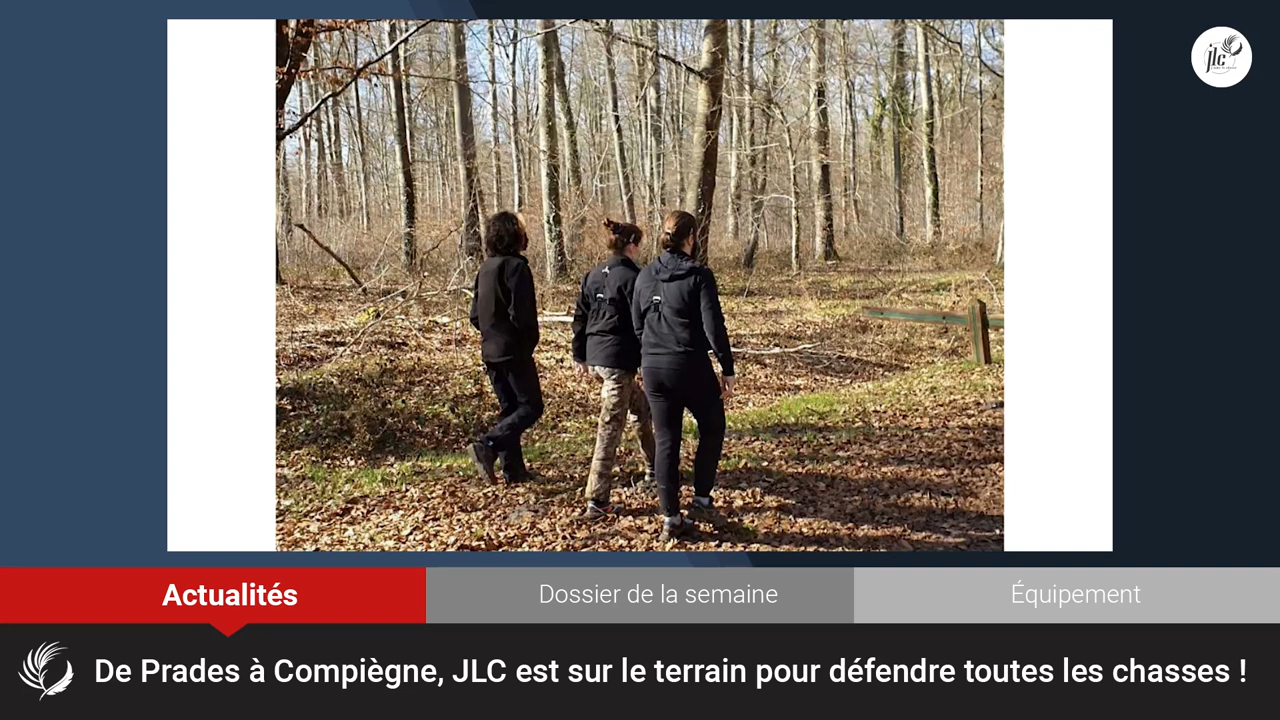 jlc
Actualités
Dossier de la semaine
Équipement
De Prades à Compiègne, JLC est sur le terrain pour défendre toutes les chasses !